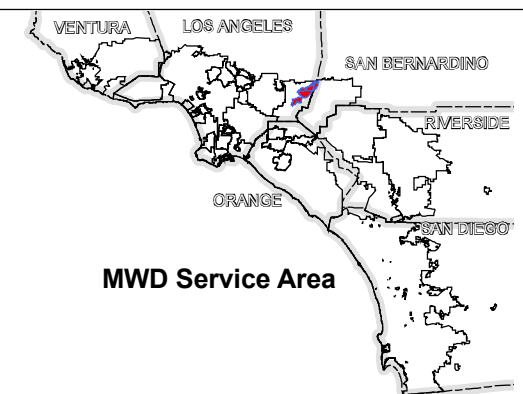 VENTURA
LOS ANGELES
SAN BERNARDINO
RIVERSIDE
ORANGE
SAN DIEGO
MWD Service Area